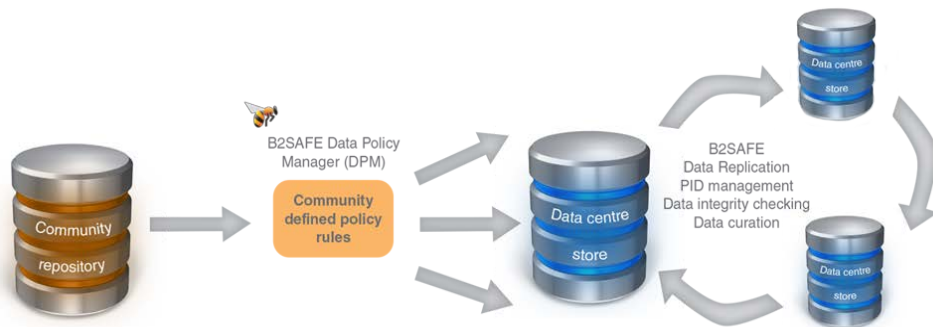 Community
repository
B2SAFE Data Policy
Manager (DPM)
Community
defined policy
rules
Data centre
store
B2SAFE
Data Replication
PID management
Data integrity checking
Data curation
Data centre
store
Data centre
store